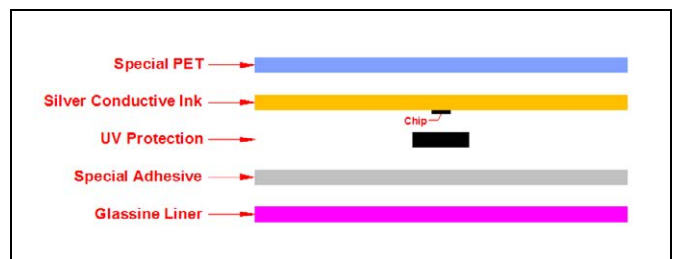 Special PET
Silver Conductive Ink
Chip
UV Protection
Special Adhesive
Glassine Liner